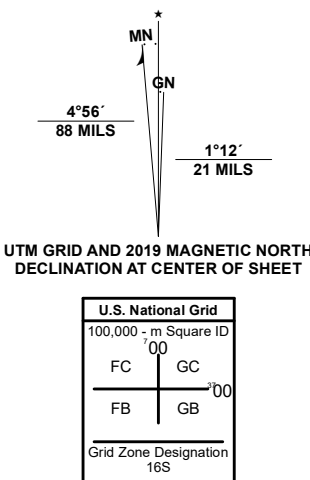 ★
MN
GN
4°56´
88 MILS
1°12´
21 MILS
UTM GRID AND 2019 MAGNETIC NORTH
DECLINATION AT CENTER OF SHEET
U.S. National Grid
100,000 - m Square ID
⁷00
FC GC
³⁷00
FB GB
Grid Zone Designation
16S